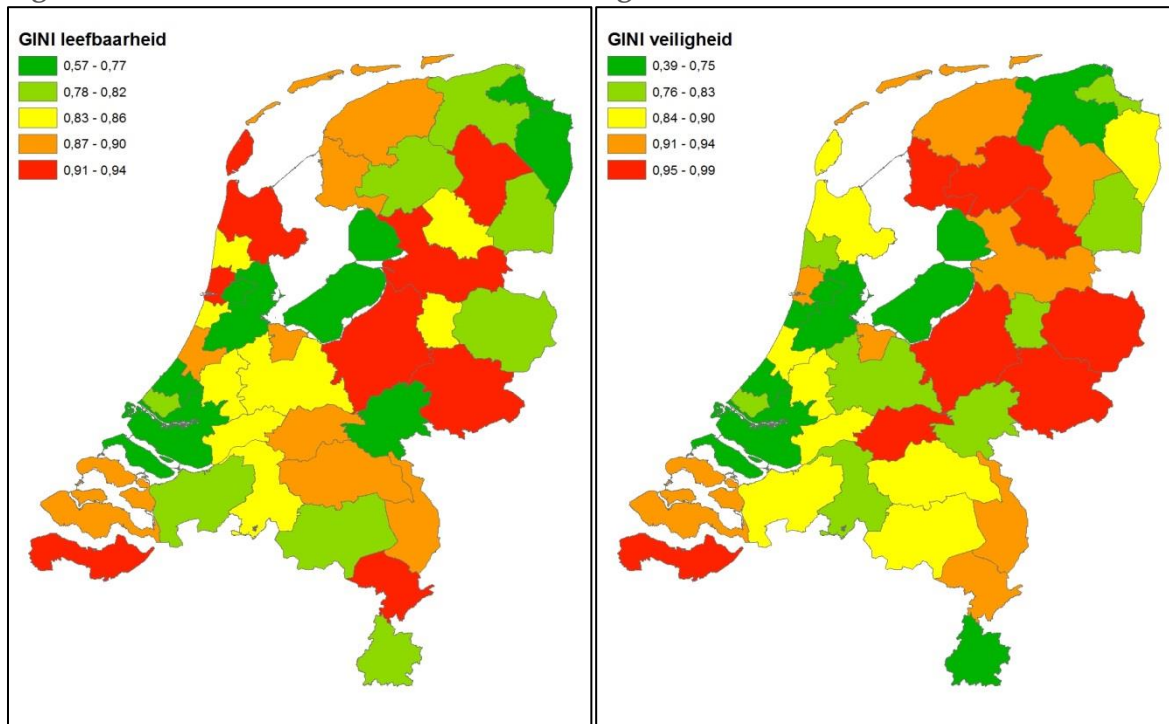 GINI leefbaarheid
0,57 - 0,77
0,78 - 0,82
0,83 - 0,86
0,87 - 0,90
0,91 - 0,94
GINI veiligheid
0,39 - 0,75
0,76 - 0,83
0,84 - 0,90
0,91 - 0,94
0,95 - 0,99